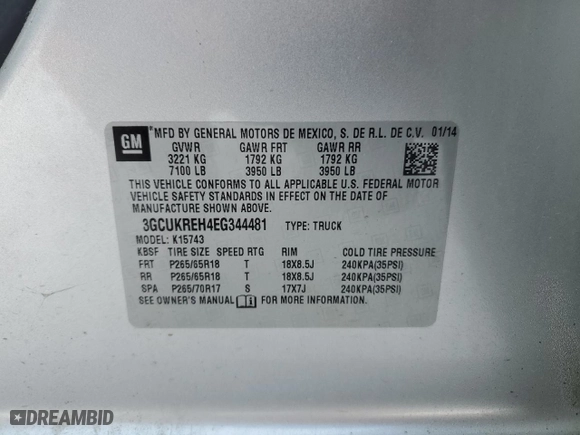 GM
MFD BY GENERAL MOTORS DE MEXICO, S. DE R.L. DE C.V. 01/14
GVWR GAWR FRT GAWR RR
3221 KG 1792 KG 1792 KG
7100 LB 3950 LB 3950 LB
THIS VEHICLE CONFORMS TO ALL APPLICABLE U.S. FEDERAL MOTOR
VEHICLE SAFETY STANDARDS IN EFFECT ON THE DATE OF
MANUFACTURE SHOWN ABOVE.
3GCUKREH4EG344481 TYPE: TRUCK
MODEL: K15743
KBSF TIRE SIZE SPEED RTG RIM COLD TIRE PRESSURE
FRT P265/65R18 T 18X8.5J 240KPA(35PSI)
RR P265/65R18 T 18X8.5J 240KPA(35PSI)
SPA P265/70R17 S 17X7J 240KPA(35PSI)
SEE OWNER'S MANUAL FOR MORE INFORMATION.
DREAMBID